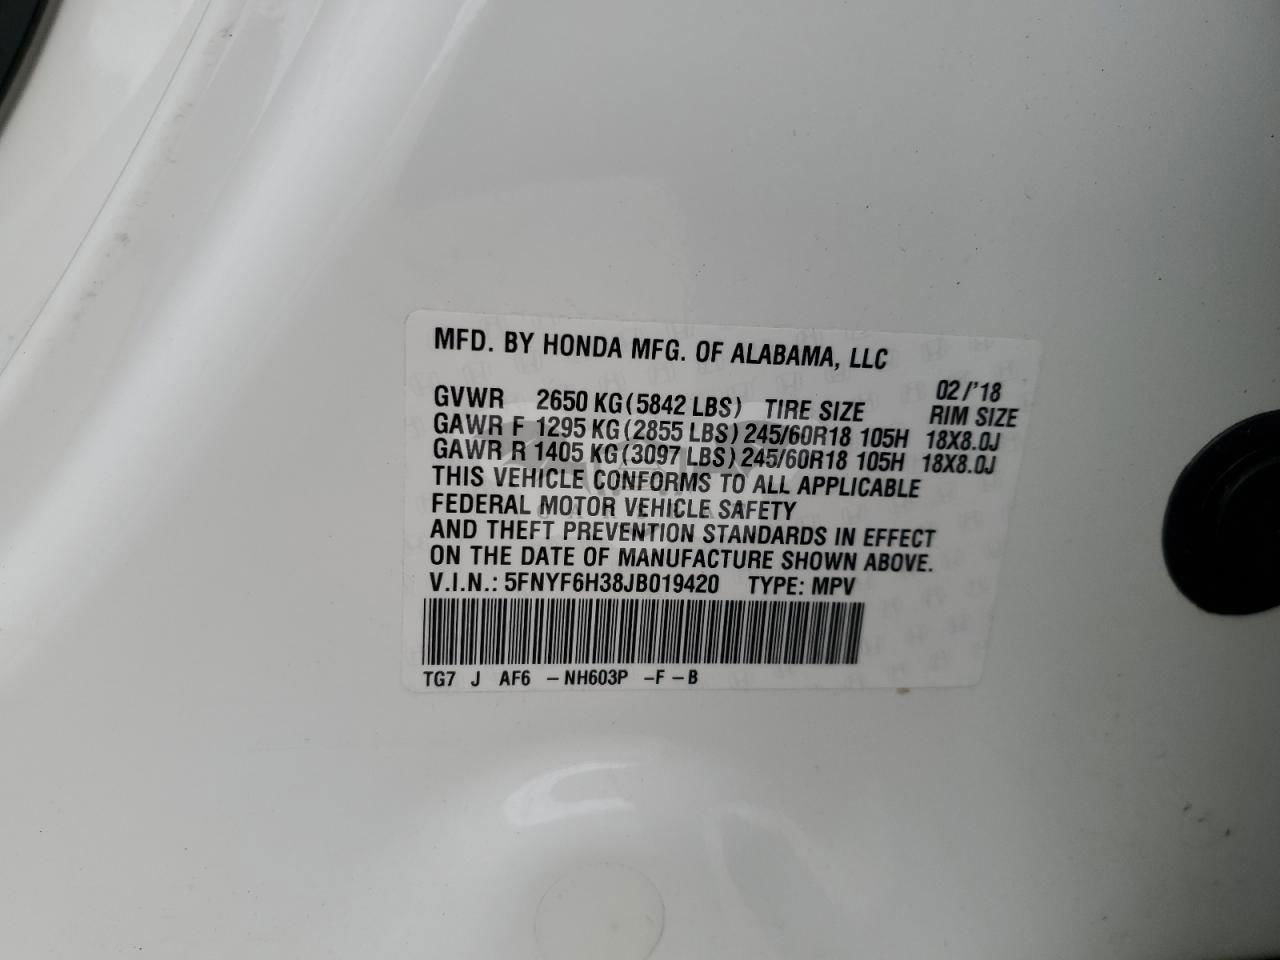 MFD. BY HONDA MFG. OF ALABAMA, LLC
02/'18
GVWR 2650 KG(5842 LBS) TIRE SIZE RIM SIZE
GAWR F 1295 KG(2855 LBS)245/60R18 105H 18X8.0J
GAWR R 1405 KG(3097 LBS)245/60R18 105H 18X8.0J
THIS VEHICLE CONFORMS TO ALL APPLICABLE
FEDERAL MOTOR VEHICLE SAFETY
AND THEFT PREVENTION STANDARDS IN EFFECT
ON THE DATE OF MANUFACTURE SHOWN ABOVE.
V.I.N.: 5FNYF6H38JB019420 TYPE: MPV
TG7 J AF6 -NH603P -F-B